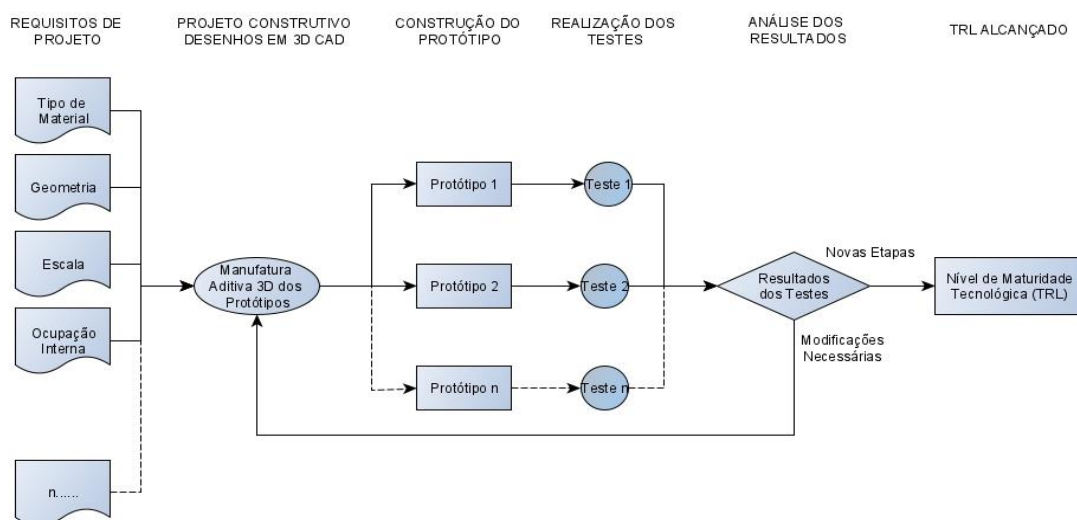 REQUISITOS DE
PROJETO
PROJETO CONSTRUTIVO
DESENHOS EM 3D CAD
CONSTRUÇÃO DO
PROTÓTIPO
REALIZAÇÃO DOS
TESTES
ANÁLISE DOS
RESULTADOS
TRL ALCANÇADO
Tipo de
Material
Geometria
Escala
Ocupação
Interna
n......
Manufatura
Aditiva 3D dos
Protótipos
Protótipo 1
Protótipo 2
Protótipo n
Teste 1
Teste 2
Teste n
Resultados
dos Testes
Novas Etapas
Modificações
Necessárias
Nível de Maturidade
Tecnológica (TRL)